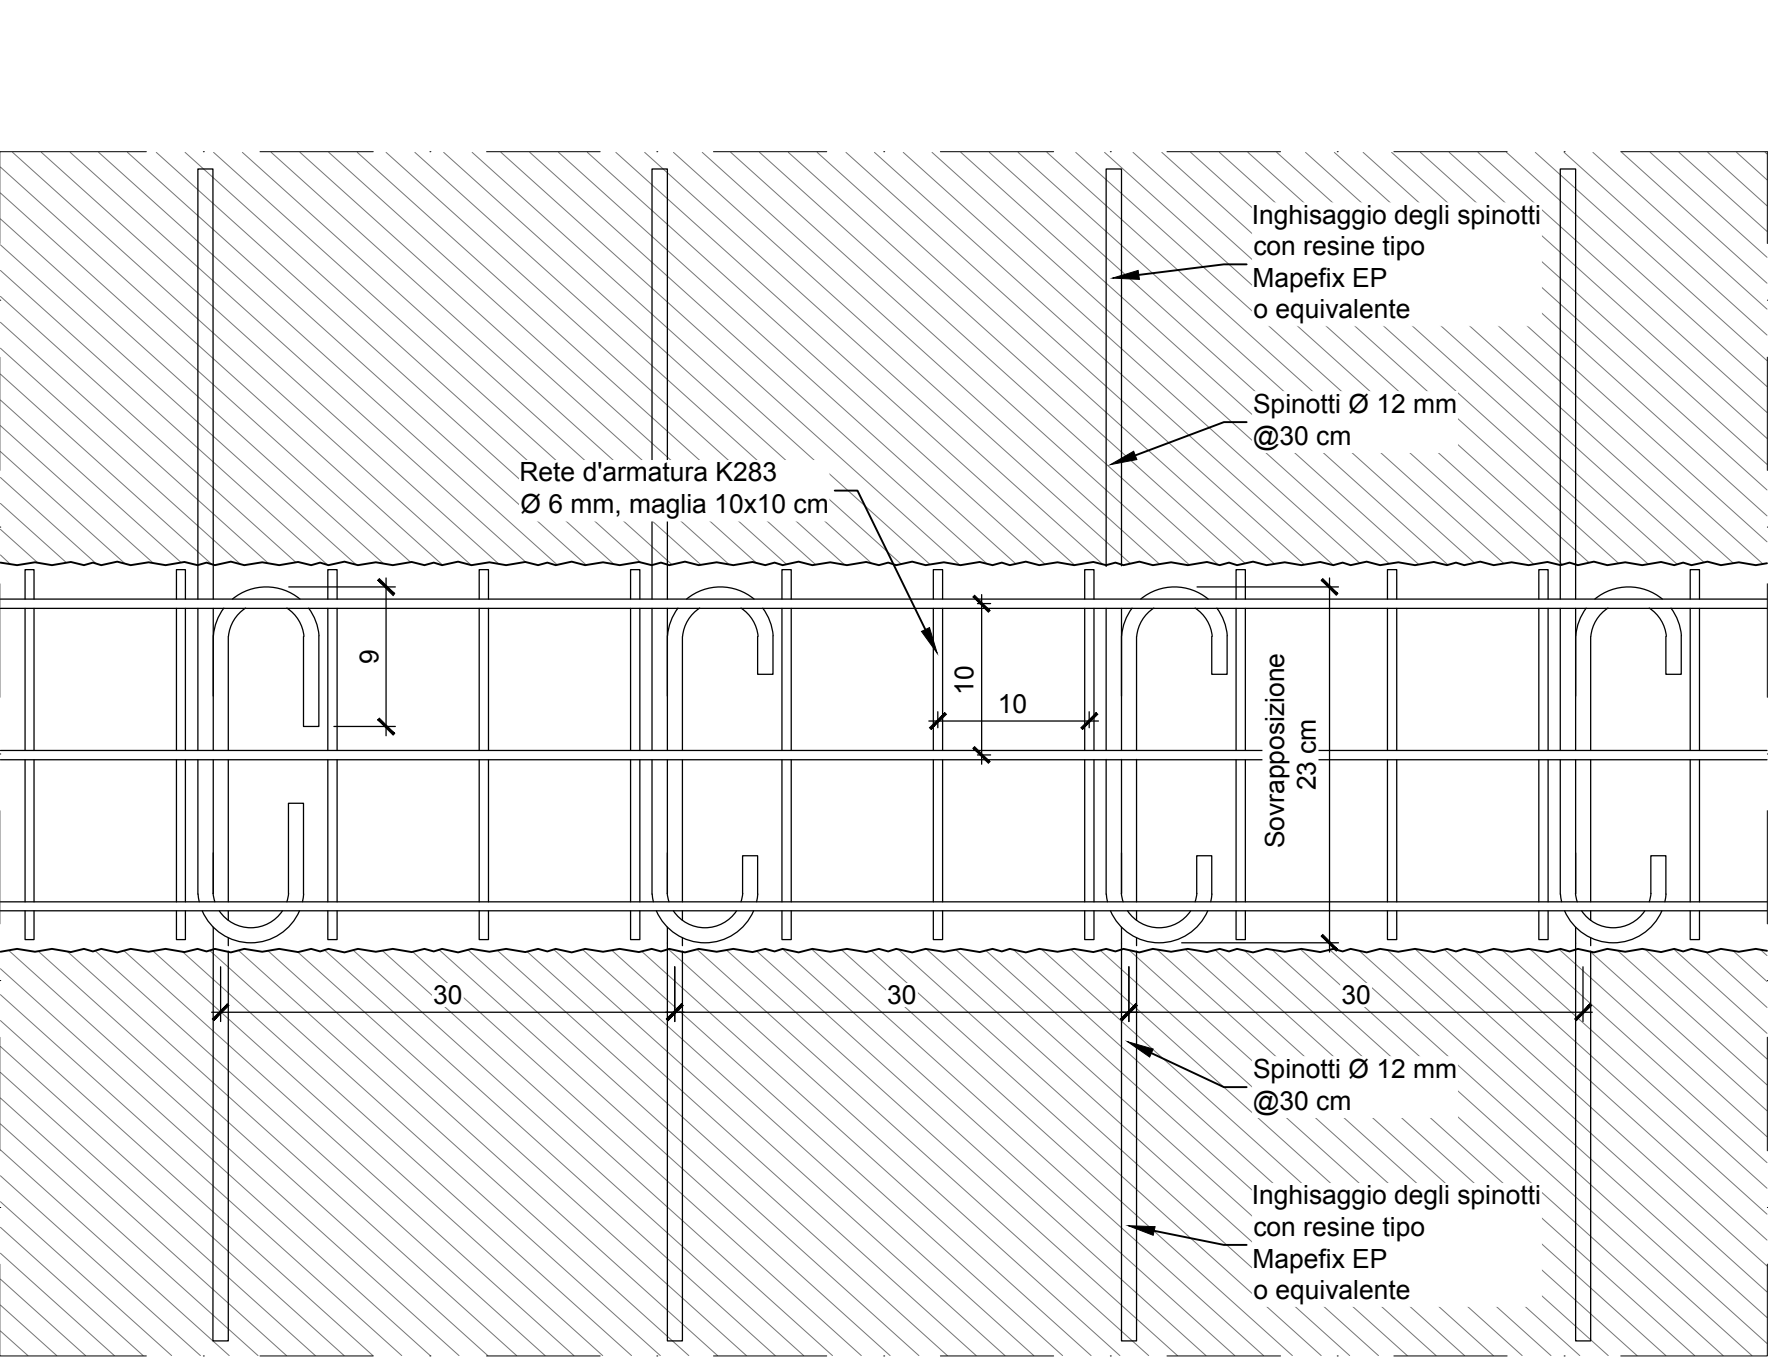 Inghisaggio degli spinotti
con resine tipo
Mapefix EP
o equivalente
Spinotti Ø 12 mm
@30 cm
Rete d'armatura K283
Ø 6 mm, maglia 10x10 cm
9
10
10
Sovrapposizione
23 cm
30
30
30
Spinotti Ø 12 mm
@30 cm
Inghisaggio degli spinotti
con resine tipo
Mapefix EP
o equivalente